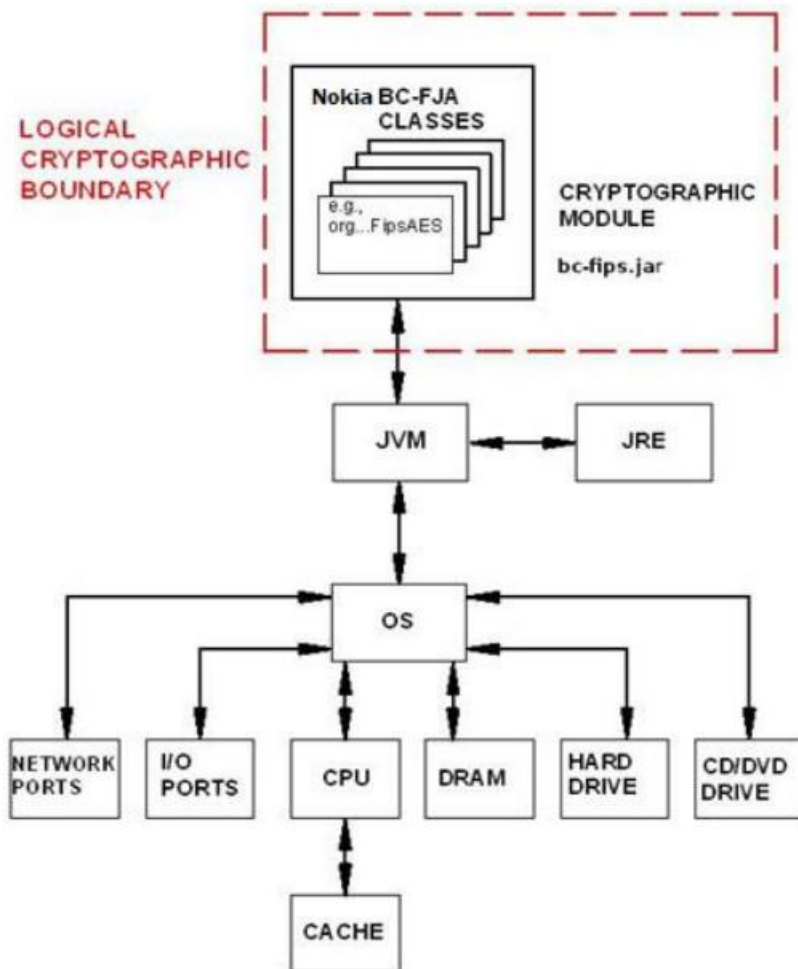 Nokia BC-FJA
CLASSES
LOGICAL
CRYPTOGRAPHIC
BOUNDARY
e.g.,
org...FipsAES
CRYPTOGRAPHIC
MODULE
bc-fips.jar
JVM
JRE
OS
NETWORK
PORTS
I/O
PORTS
CPU
DRAM
HARD
DRIVE
CD/DVD
DRIVE
CACHE